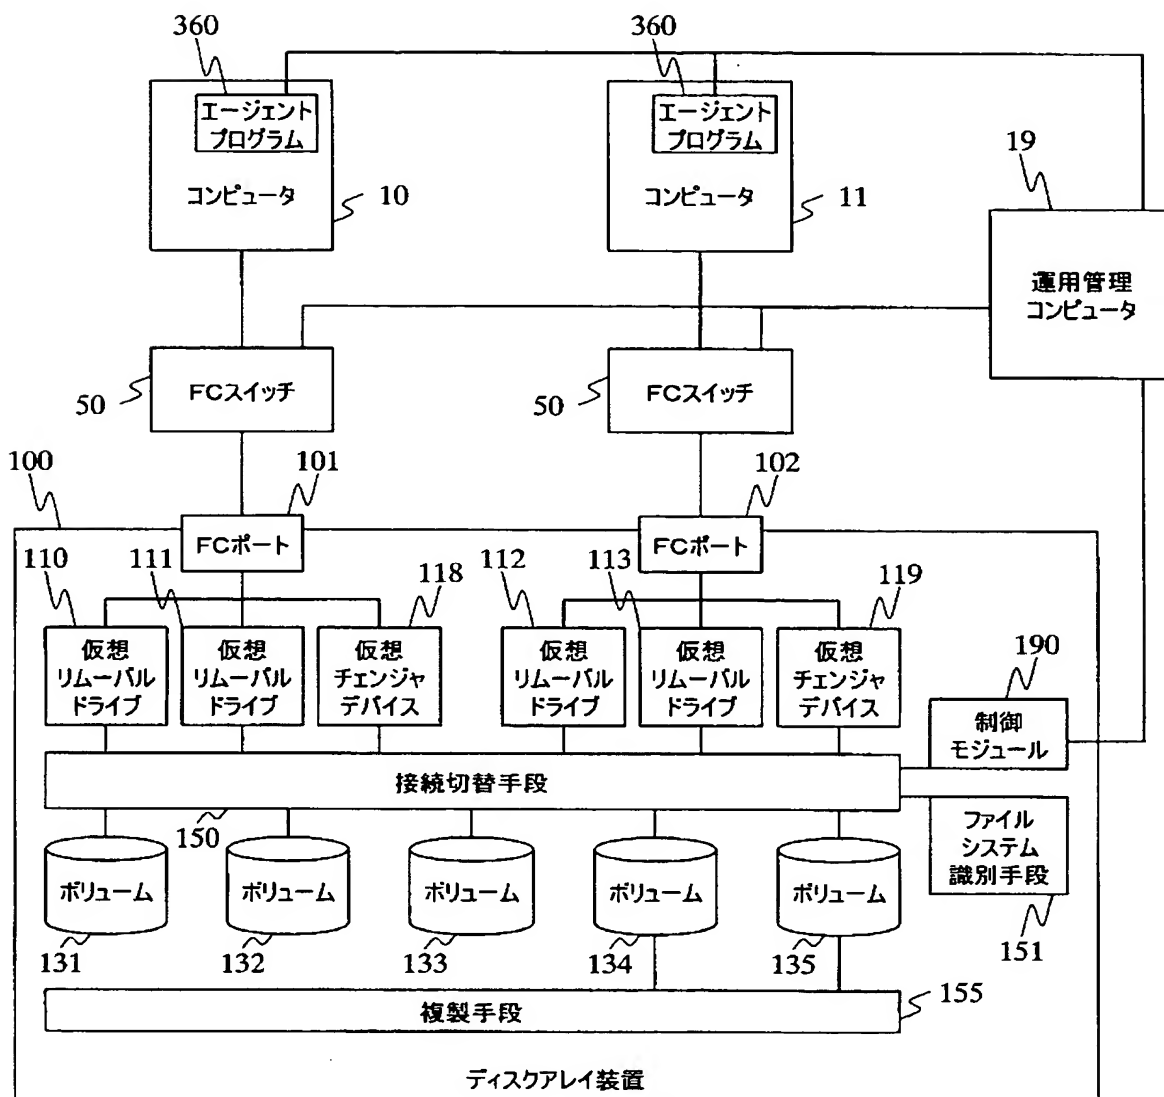 360
360
エージェント
プログラム
エージェント
プログラム
19
コンピュータ
10
コンピュータ
11
運用管理
コンピュータ
FCスイッチ
50
FCスイッチ
50
100
101
102
FCポート
FCポート
110
111
118
112
113
119
仮想
リムーバル
ドライブ
仮想
リムーバル
ドライブ
仮想
チェンジャ
デバイス
仮想
リムーバル
ドライブ
仮想
リムーバル
ドライブ
仮想
チェンジャ
デバイス
190
制御
モジュール
接続切替手段
150
ファイル
システム
識別手段
151
ボリューム
ボリューム
ボリューム
ボリューム
ボリューム
131
132
133
134
135
複製手段
155
ディスクアレイ装置